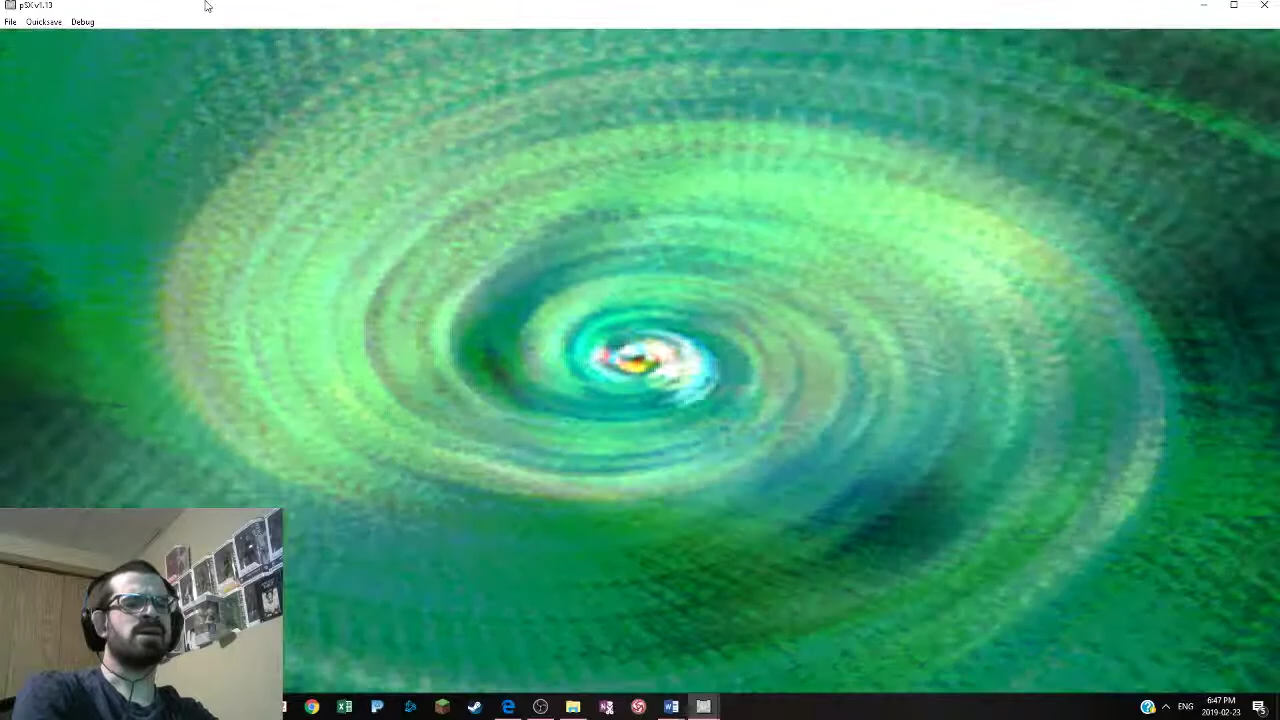 pSX v1.13
File Quicksave Debug
ENG
6:47 PM
2019-02-23